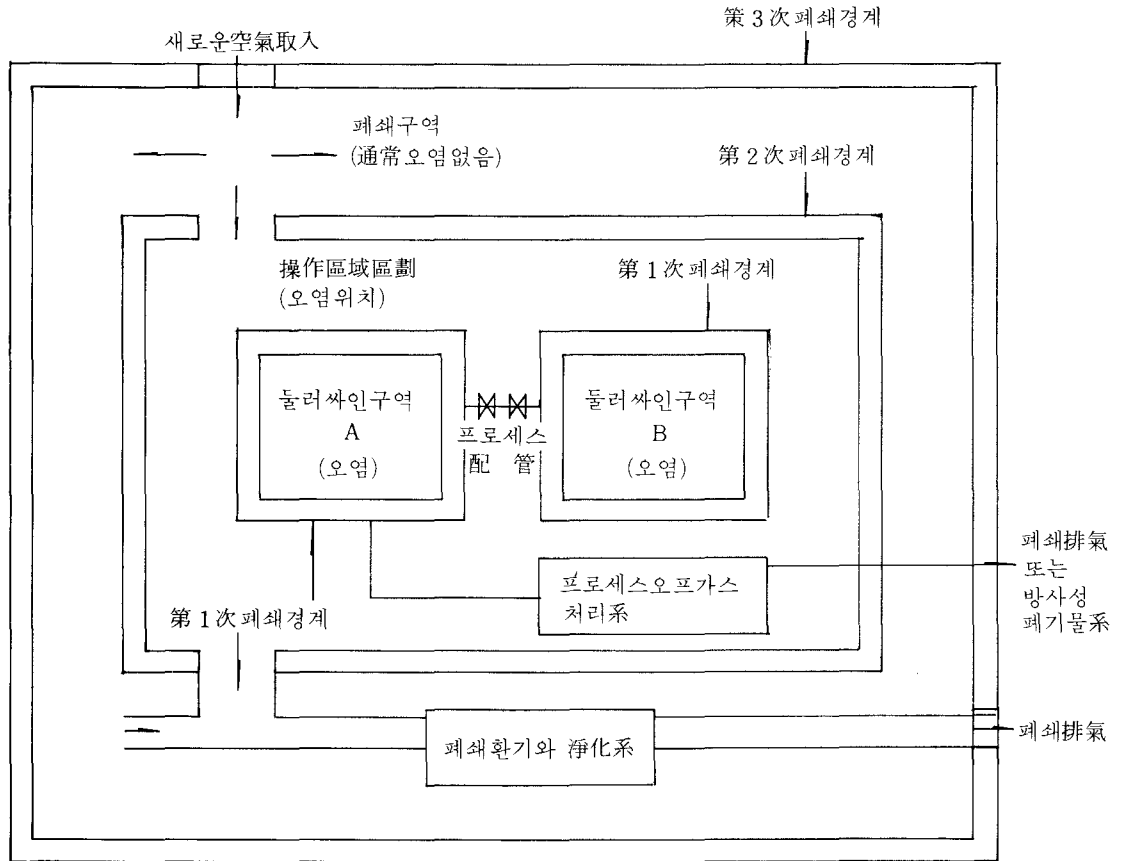 第3次폐쇄경계
새로운空氣取入
폐쇄구역
(通常오염없음)
第2次폐쇄경계
操作區域區劃
(오염위치)
第1次폐쇄경계
둘러싸인구역
A
(오염)
프로세스
配管
둘러싸인구역
B
(오염)
프로세스오프가스
처리系
폐쇄排氣
또는
방사성
폐기물系
第1次폐쇄경계
폐쇄환기와 淨化系
폐쇄排氣